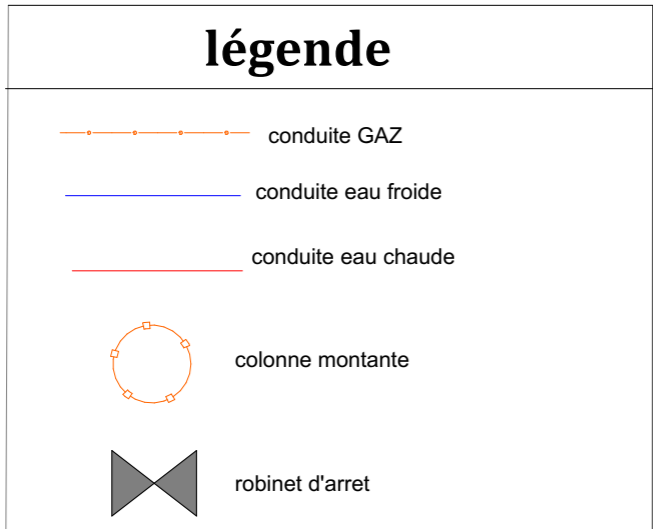 légende
conduite GAZ
conduite eau froide
conduite eau chaude
colonne montante
robinet d'arret